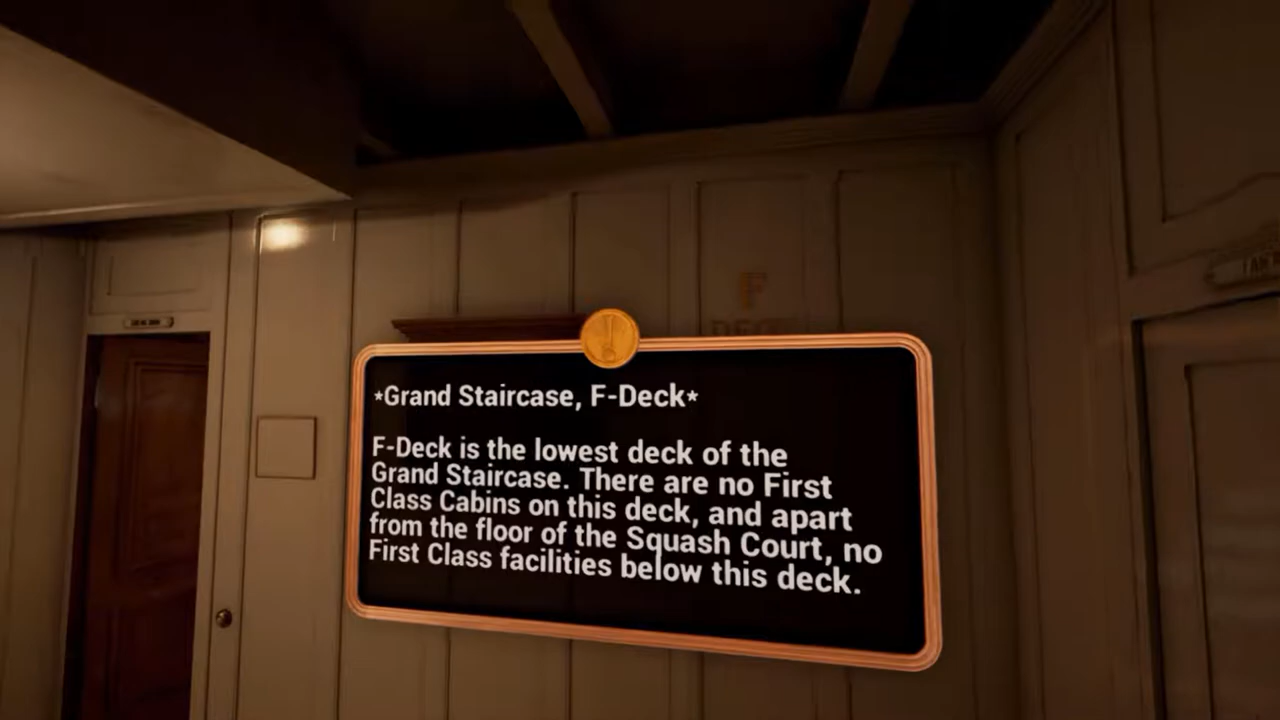 F
DECK
*Grand Staircase, F-Deck*
F-Deck is the lowest deck of the
Grand Staircase. There are no First
Class Cabins on this deck, and apart
from the floor of the Squash Court, no
First Class facilities below this deck.